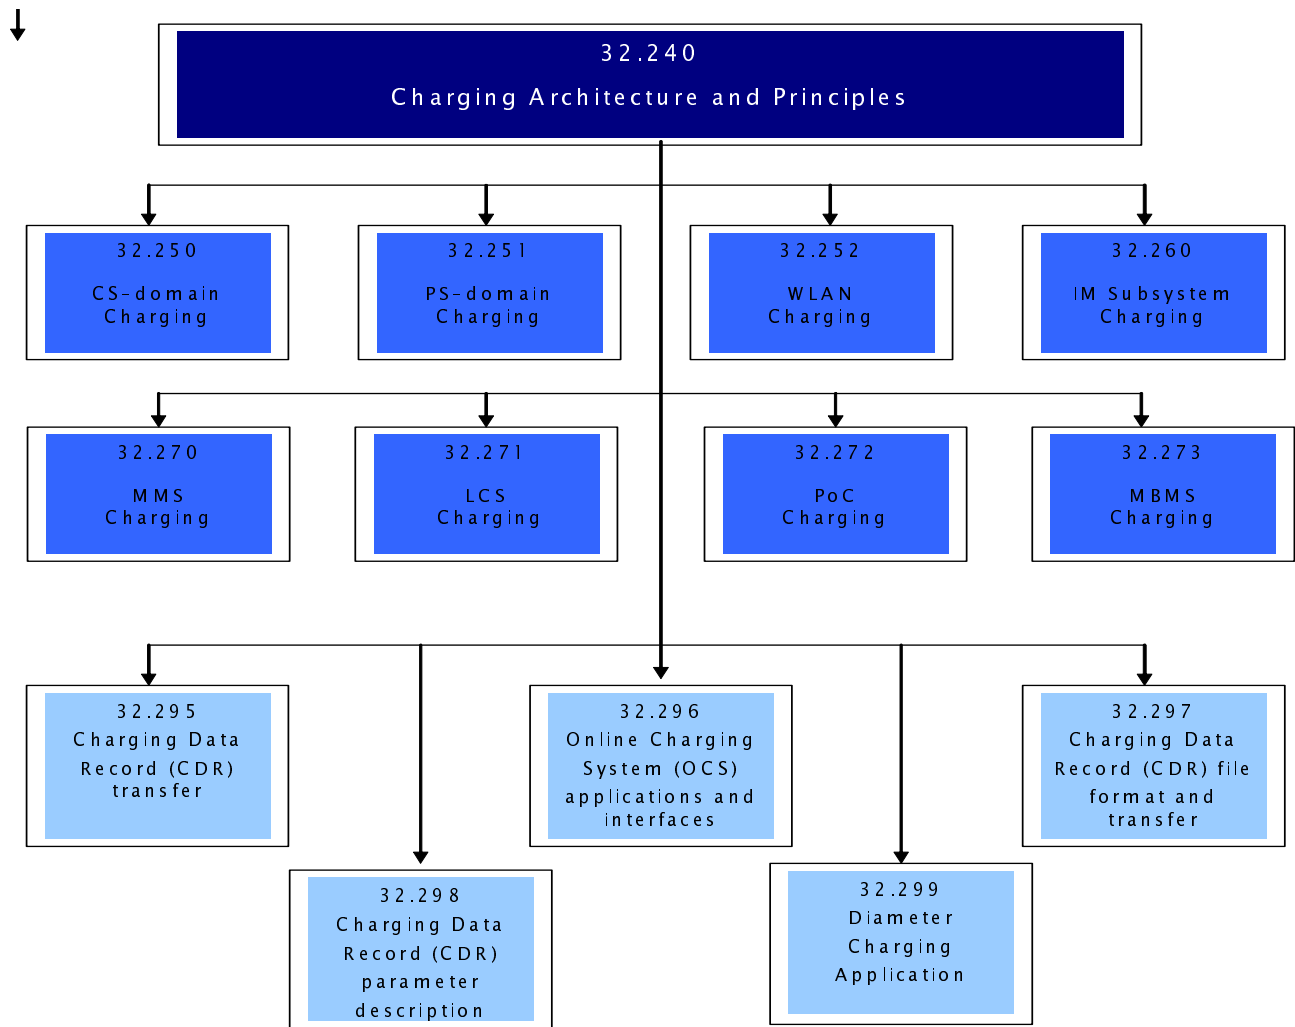 32.240
Charging Architecture and Principles
32.250
CS-domain
Charging
32.251
PS-domain
Charging
32.252
WLAN
Charging
32.260
IM Subsystem
Charging
32.270
MMS
Charging
32.271
LCS
Charging
32.272
PoC
Charging
32.273
MBMS
Charging
32.295
Charging Data
Record (CDR)
transfer
32.296
Online Charging
System (OCS)
applications and
interfaces
32.297
Charging Data
Record (CDR) file
format and
transfer
32.298
Charging Data
Record (CDR)
parameter
description
32.299
Diameter
Charging
Application